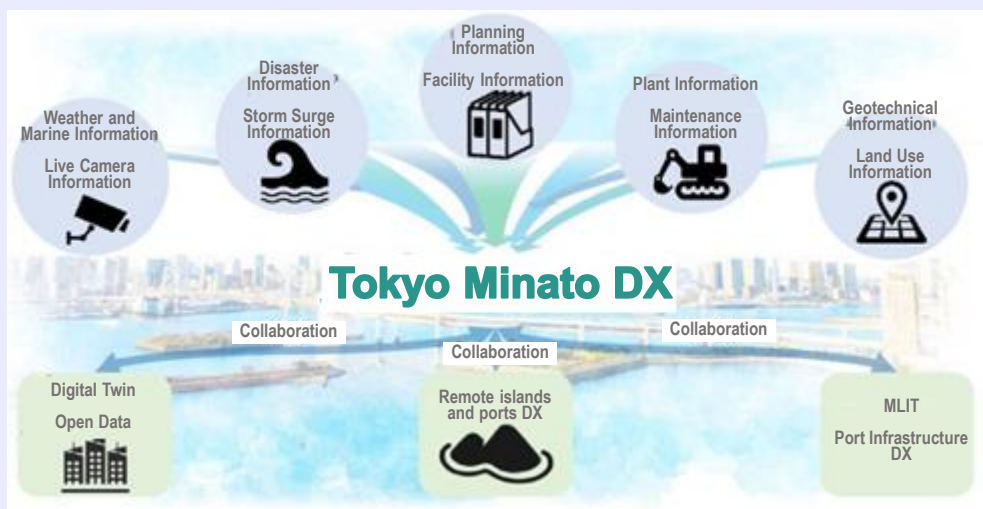 Weather and
Marine Information
Live Camera
Information
Disaster
Information
Storm Surge
Information
Planning
Information
Facility Information
Plant Information
Maintenance
Information
Geotechnical
Information
Land Use
Information
Tokyo Minato DX
Collaboration
Collaboration
Collaboration
Digital Twin
Open Data
Remote islands
and ports DX
MLIT
Port Infrastructure
DX